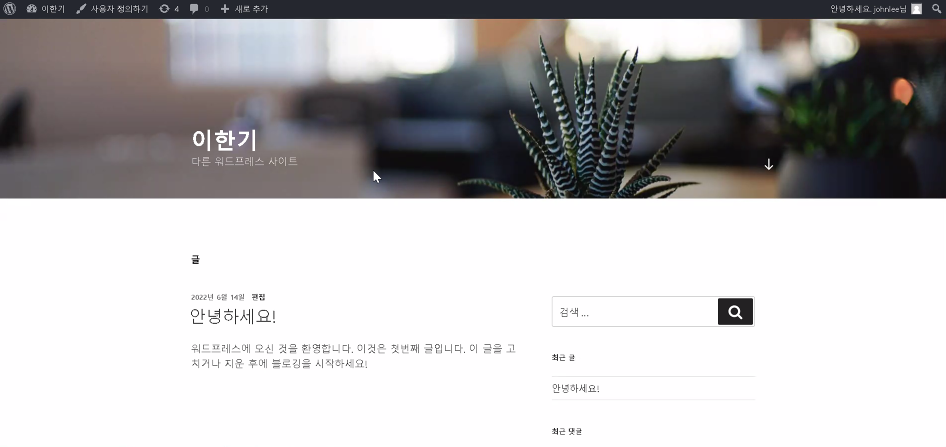 이한기 사용자 정의하기 4 0 새로 추가 안녕하세요. johnlee님
이한기
다른 워드프레스 사이트
글
2022년 6월 14일 편집
안녕하세요!
워드프레스에 오신 것을 환영합니다. 이것은 첫번째 글입니다. 이 글을 고
치거나 지운 후에 블로깅을 시작하세요!
검색 …
최근 글
안녕하세요!
최근 댓글